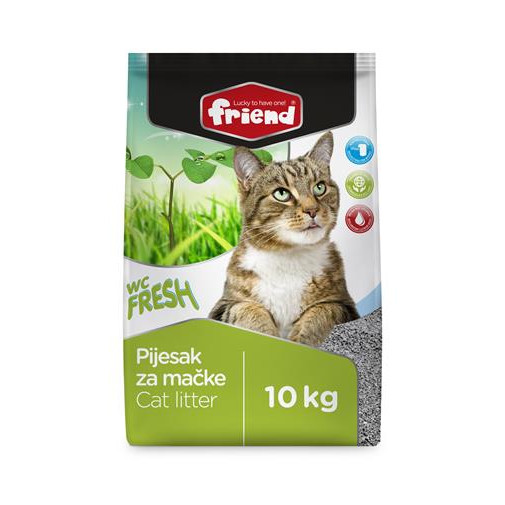 Lucky to have one!
friend®
WC
FRESH
Pijesak
za mačke
Cat litter
10 kg